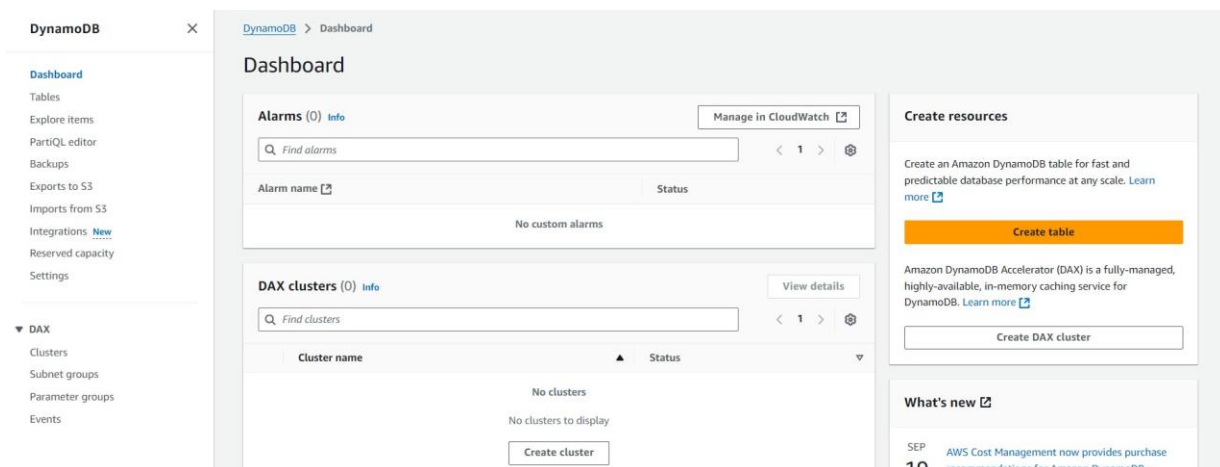 DynamoDB
Dashboard
Tables
Explore items
PartiQL editor
Backups
Exports to S3
Imports from S3
Integrations New
Reserved capacity
Settings
DAX
Clusters
Subnet groups
Parameter groups
Events
DynamoDB > Dashboard
Dashboard
Alarms (0) Info
Manage in CloudWatch
Find alarms
1
Alarm name
Status
No custom alarms
DAX clusters (0) Info
View details
Find clusters
1
Cluster name
Status
No clusters
No clusters to display
Create cluster
Create resources
Create an Amazon DynamoDB table for fast and
predictable database performance at any scale. Learn
more
Create table
Amazon DynamoDB Accelerator (DAX) is a fully-managed,
highly-available, in-memory caching service for
DynamoDB. Learn more
Create DAX cluster
What's new
SEP
AWS Cost Management now provides purchase